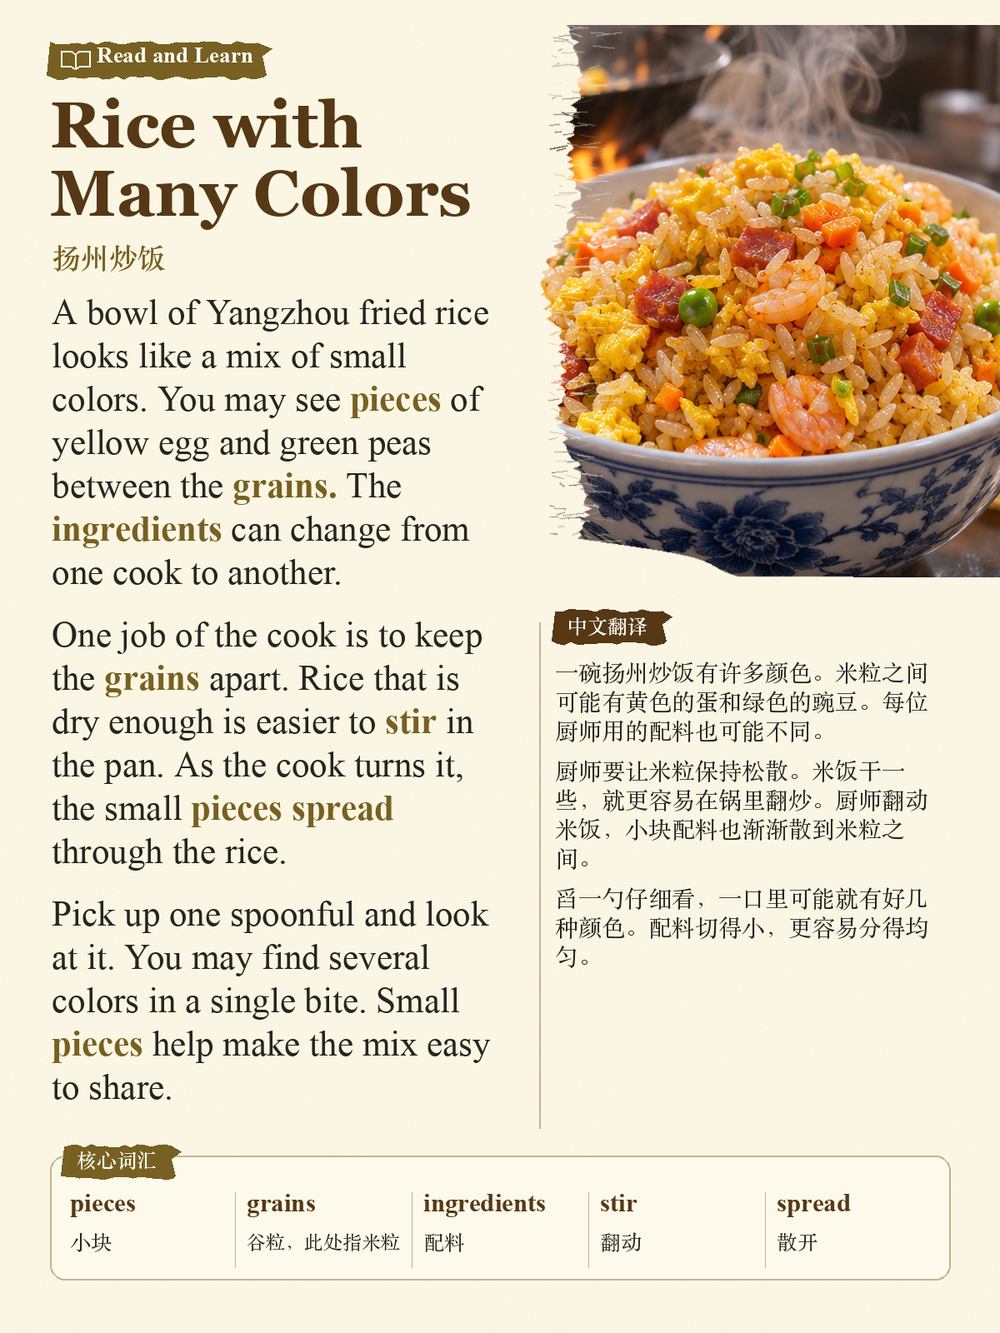 Read and Learn
Rice with
Many Colors
扬州炒饭
A bowl of Yangzhou fried rice
looks like a mix of small
colors. You may see pieces of
yellow egg and green peas
between the grains. The
ingredients can change from
one cook to another.
One job of the cook is to keep
the grains apart. Rice that is
dry enough is easier to stir in
the pan. As the cook turns it,
the small pieces spread
through the rice.
Pick up one spoonful and look
at it. You may find several
colors in a single bite. Small
pieces help make the mix easy
to share.
中文翻译
一碗扬州炒饭有许多颜色。米粒之间
可能有黄色的蛋和绿色的豌豆。每位
厨师用的配料也可能不同。
厨师要让米粒保持松散。米饭干一
些，就更容易在锅里翻炒。厨师翻动
米饭，小块配料也渐渐散到米粒之
间。
舀一勺仔细看，一口里可能就有好几
种颜色。配料切得小，更容易分得均
匀。
核心词汇
pieces
小块
grains
谷粒，此处指米粒
ingredients
配料
stir
翻动
spread
散开